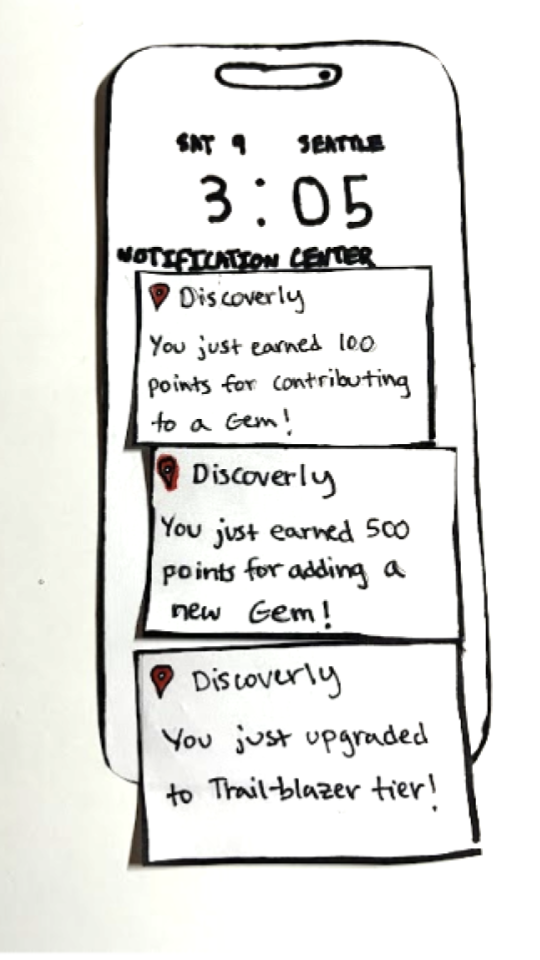 SAT 9 SEATTLE
3:05
NOTIFICATION CENTER
Discoverly
You just earned 100
points for contributing
to a Gem!
Discoverly
You just earned 500
points for adding a
new Gem!
Discoverly
You just upgraded
to Trail-blazer tier!